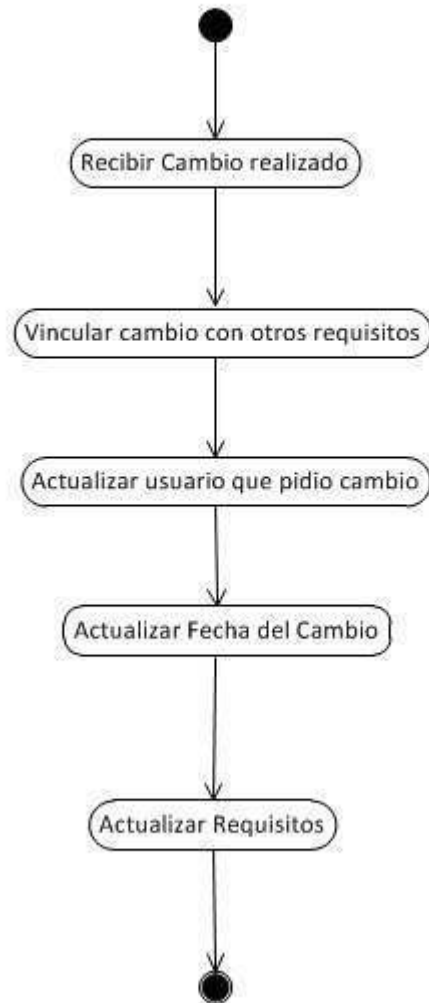 Recibir Cambio realizado
Vincular cambio con otros requisitos
Actualizar usuario que pidio cambio
Actualizar Fecha del Cambio
Actualizar Requisitos